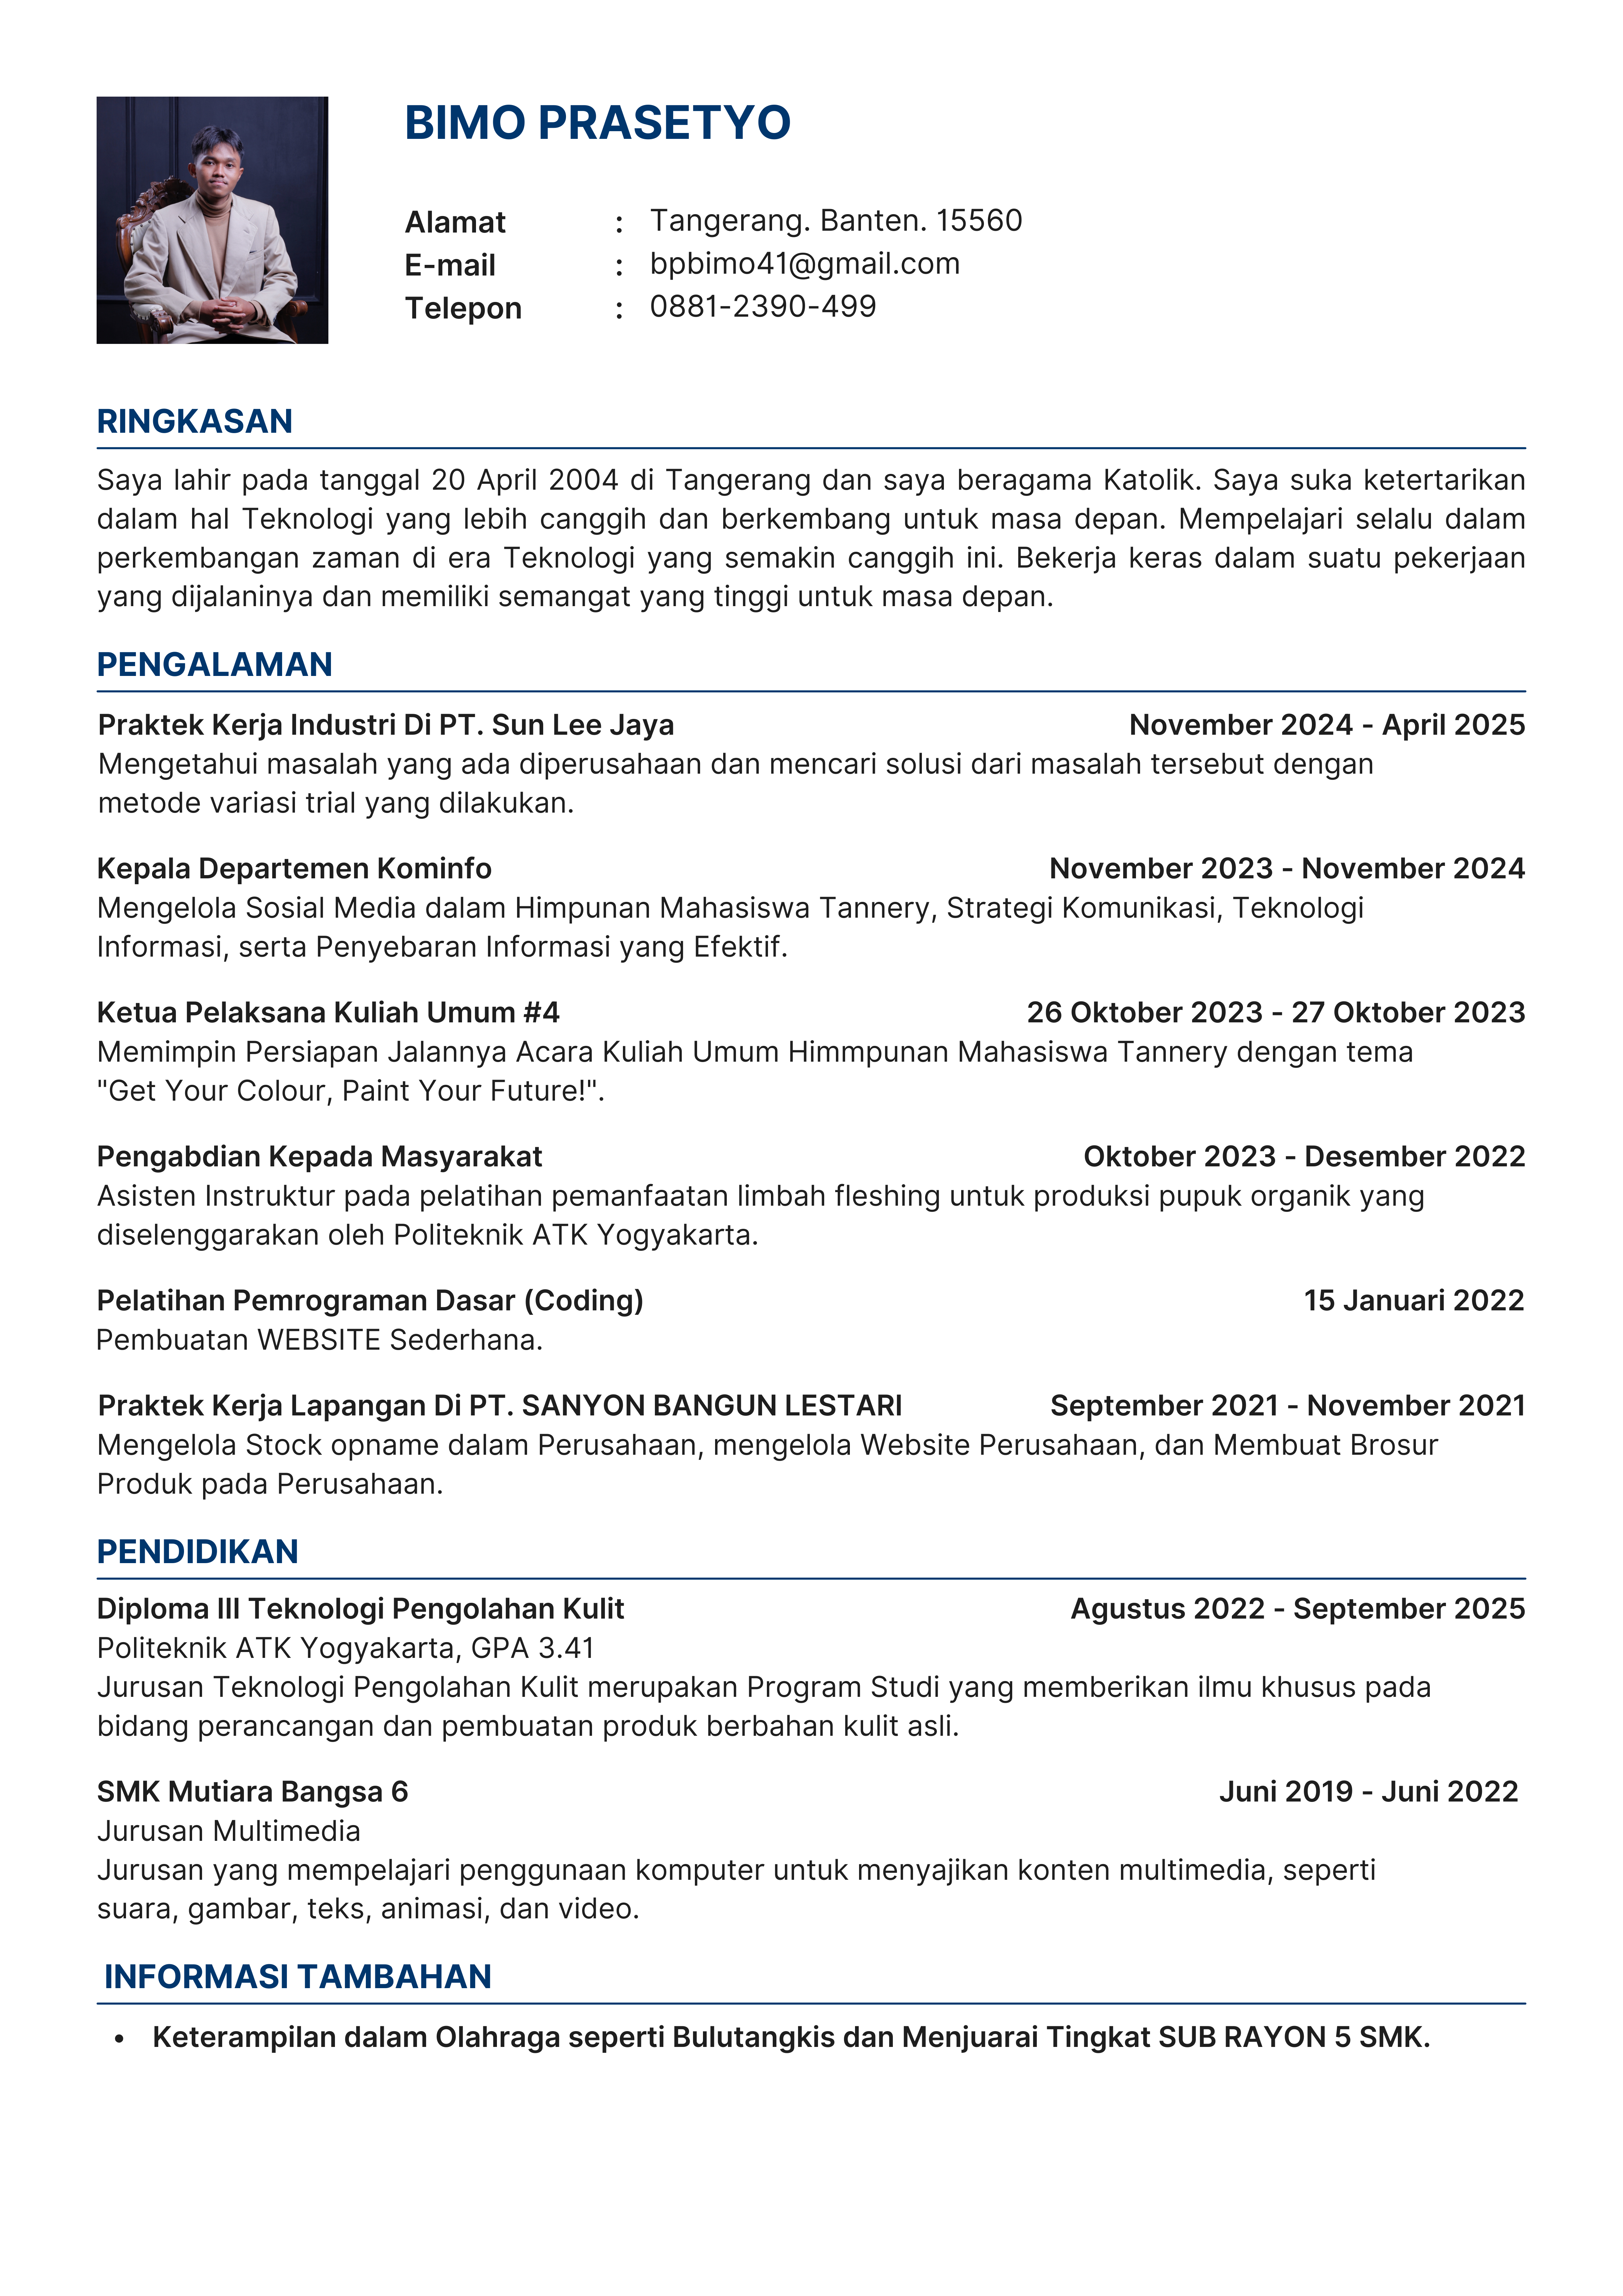 BIMO PRASETYO
Alamat : Tangerang. Banten. 15560
E-mail : bpbimo41@gmail.com
Telepon : 0881-2390-499
RINGKASAN
Saya lahir pada tanggal 20 April 2004 di Tangerang dan saya beragama Katolik. Saya suka ketertarikan
dalam hal Teknologi yang lebih canggih dan berkembang untuk masa depan. Mempelajari selalu dalam
perkembangan zaman di era Teknologi yang semakin canggih ini. Bekerja keras dalam suatu pekerjaan
yang dijalaninya dan memiliki semangat yang tinggi untuk masa depan.
PENGALAMAN
Praktek Kerja Industri Di PT. Sun Lee Jaya November 2024 - April 2025
Mengetahui masalah yang ada diperusahaan dan mencari solusi dari masalah tersebut dengan
metode variasi trial yang dilakukan.
Kepala Departemen Kominfo November 2023 - November 2024
Mengelola Sosial Media dalam Himpunan Mahasiswa Tannery, Strategi Komunikasi, Teknologi
Informasi, serta Penyebaran Informasi yang Efektif.
Ketua Pelaksana Kuliah Umum #4 26 Oktober 2023 - 27 Oktober 2023
Memimpin Persiapan Jalannya Acara Kuliah Umum Himmpunan Mahasiswa Tannery dengan tema
"Get Your Colour, Paint Your Future!".
Pengabdian Kepada Masyarakat Oktober 2023 - Desember 2022
Asisten Instruktur pada pelatihan pemanfaatan limbah fleshing untuk produksi pupuk organik yang
diselenggarakan oleh Politeknik ATK Yogyakarta.
Pelatihan Pemrograman Dasar (Coding) 15 Januari 2022
Pembuatan WEBSITE Sederhana.
Praktek Kerja Lapangan Di PT. SANYON BANGUN LESTARI September 2021 - November 2021
Mengelola Stock opname dalam Perusahaan, mengelola Website Perusahaan, dan Membuat Brosur
Produk pada Perusahaan.
PENDIDIKAN
Diploma III Teknologi Pengolahan Kulit Agustus 2022 - September 2025
Politeknik ATK Yogyakarta, GPA 3.41
Jurusan Teknologi Pengolahan Kulit merupakan Program Studi yang memberikan ilmu khusus pada
bidang perancangan dan pembuatan produk berbahan kulit asli.
SMK Mutiara Bangsa 6 Juni 2019 - Juni 2022
Jurusan Multimedia
Jurusan yang mempelajari penggunaan komputer untuk menyajikan konten multimedia, seperti
suara, gambar, teks, animasi, dan video.
INFORMASI TAMBAHAN
• Keterampilan dalam Olahraga seperti Bulutangkis dan Menjuarai Tingkat SUB RAYON 5 SMK.